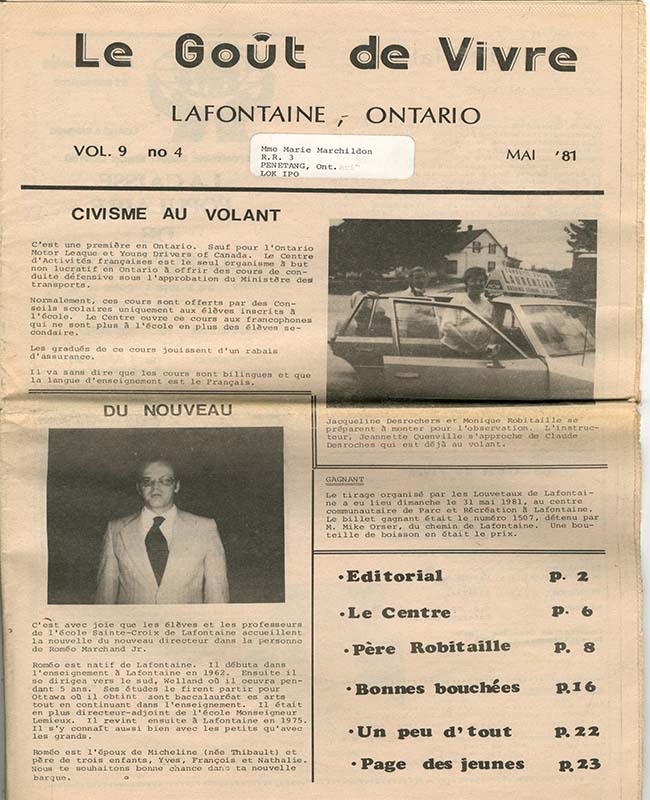 Le Goût de Vivre
LAFONTAINE, - ONTARIO
VOL. 9 no 4
Mme Marie Marchildon
R.R. 3
PENETANG, Ont.
LOK IPO
MAI '81
CIVISME AU VOLANT
C'est une première en Ontario. Sauf pour l'Ontario
Motor Leaque et Young Drivers of Canada. Le Centre
d'Activités françaises est le seul organisme à but
non lucratif en Ontario à offrir des cours de con-
duite défensive sous l'approbation du Ministère des
transports.
Normalement, ces cours sont offerts par des Con-
seils scolaires uniquement aux élèves inscrits à
l'école. Le Centre ouvre ce cours aux francophones
qui ne sont plus à l'école en plus des élèves se-
condaire.
Les gradués de ce cours jouissent d'un rabais
d'assurance.
Il va sans dire que les cours sont bilingues et que
la langue d'enseignement est le Français.
LAURENTIAN
Jacqueline Desrochers et Monique Robitaille se
préparent à monter pour l'observation. L'instruc-
teur, Jeannette Quenville s'approche de Claude
Desroches qui est déjà au volant.
DU NOUVEAU
C'est avec joie que les élèves et les professeurs
de l'école Sainte-Croix de Lafontaine accueillent
la nouvelle du nouveau directeur dans la personne
de Roméo Marchand Jr.
Roméo est natif de Lafontaine. Il débuta dans
l'enseignement à Lafontaine en 1962. Ensuite il
se dirigea vers le sud, Welland où il oeuvra pen-
dant 5 ans. Ses études le firent partir pour
Ottawa où il obtint son baccalauréat es arts
tout en continuant dans l'enseignement. Il était
en plus directeur-adjoint de l'école Monseigneur
Lemieux. Il revint ensuite à Lafontaine en 1975.
Il s'y connaît aussi bien avec les petits qu'avec
les grands.
Roméo est l'époux de Micheline (née Thibault) et
père de trois enfants, Yves, François et Nathalie.
Nous te souhaitons bonne chance dans ta nouvelle
barque.
GAGNANT
Le tirage organisé par les Louvetaux de Lafontai-
ne a eu lieu dimanche le 31 mai 1981, au centre
communautaire de Parc et Récréation à Lafontaine.
Le billet gagnant était le numéro 1507, détenu par
M. Mike Orser, du chemin de Lafontaine. Une bou-
teille de boisson en était le prix.
•Editorial p. 2
•Le Centre p. 6
•Père Robitaille p. 8
•Bonnes bouchées p.16
•Un peu d'tout p.22
•Page des jeunes p.23